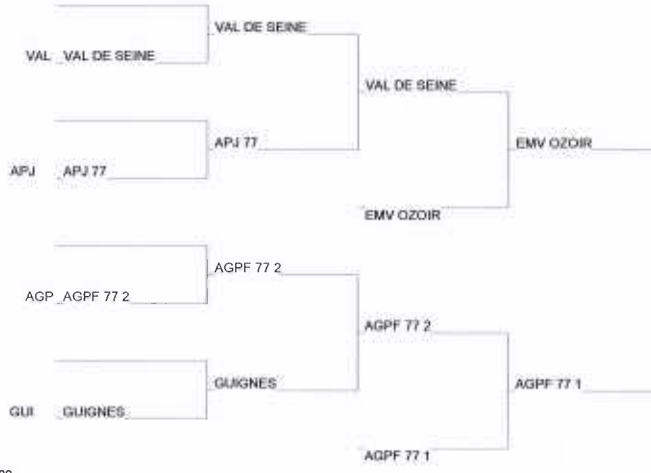 VAL DE SEINE
VAL VAL DE SEINE
VAL DE SEINE
APJ 77
EMV OZOIR
APJ APJ 77
EMV OZOIR
AGPF 77 2
AGP AGPF 77 2
AGPF 77 2
GUIGNES
AGPF 77 1
GUI GUIGNES
AGPF 77 1